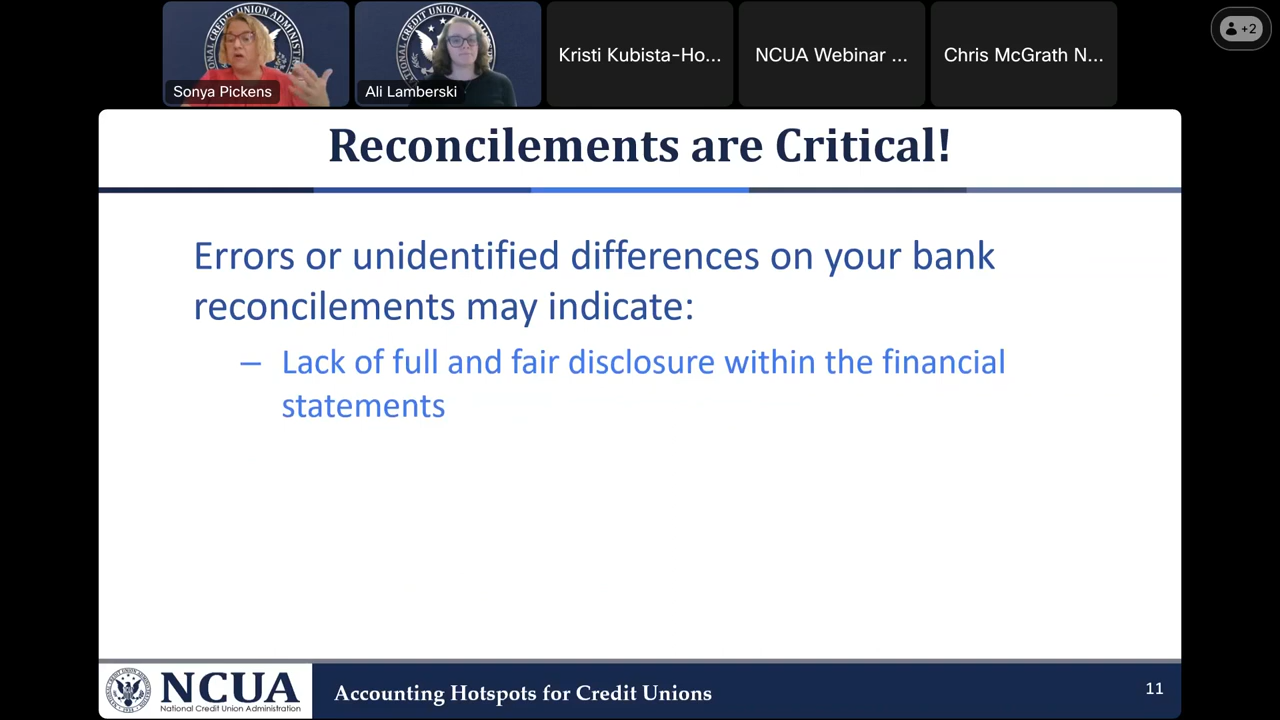 +2
Kristi Kubista-Ho...
NCUA Webinar ...
Chris McGrath N...
Sonya Pickens
Ali Lamberski
Reconcilements are Critical!
Errors or unidentified differences on your bank
reconcilements may indicate:
– Lack of full and fair disclosure within the financial
statements
NCUA
National Credit Union Administration
Accounting Hotspots for Credit Unions
11